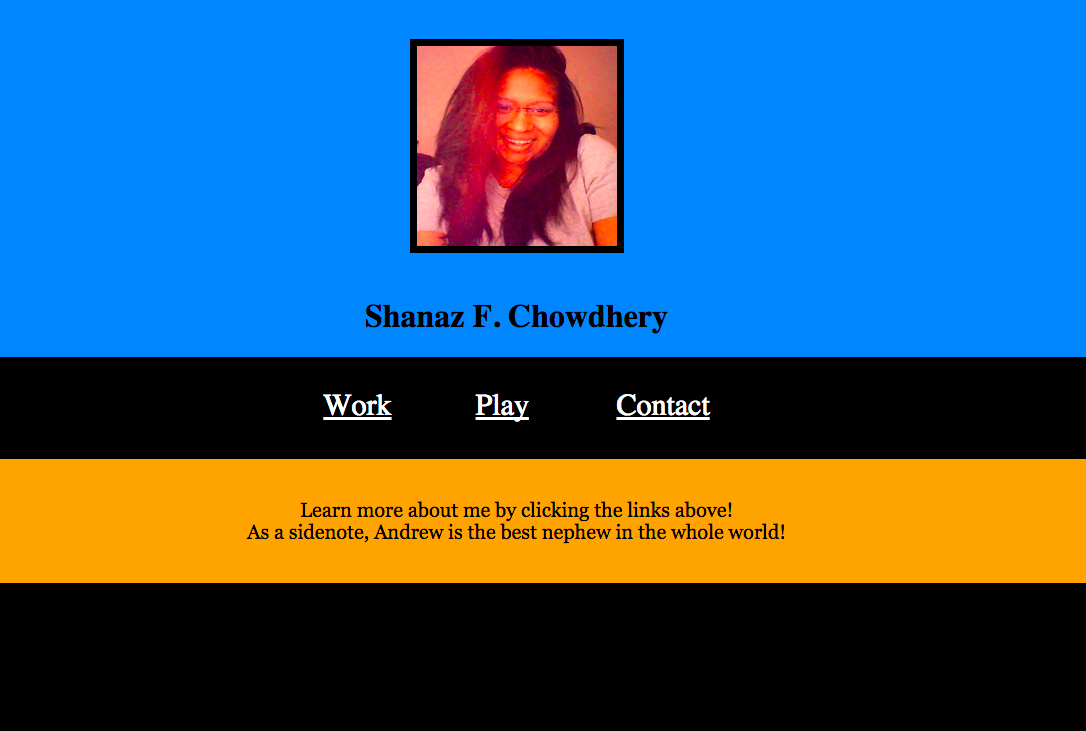 Shanaz F. Chowdhery
Work Play Contact
Learn more about me by clicking the links above!
As a sidenote, Andrew is the best nephew in the whole world!